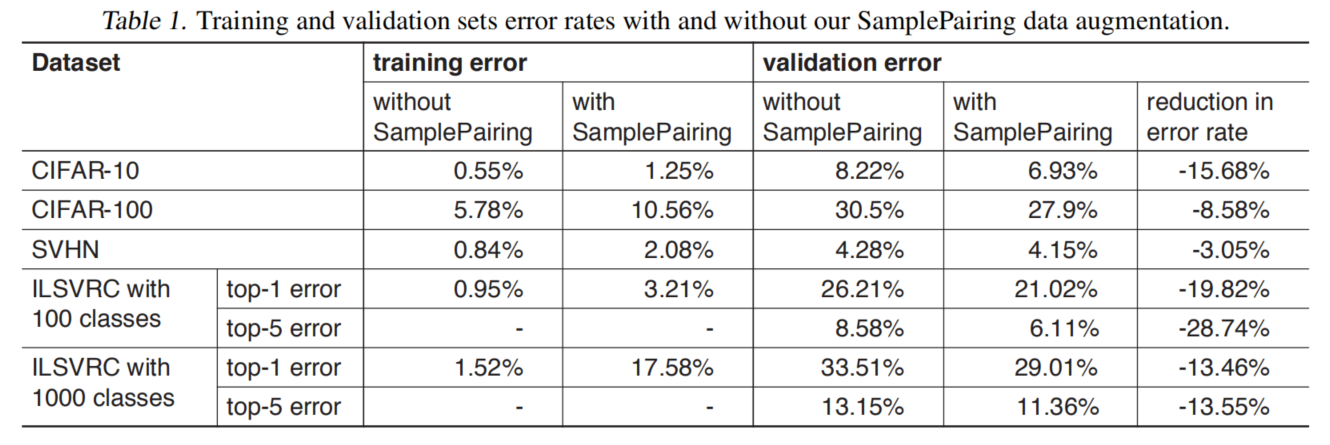 Table 1. Training and validation sets error rates with and without our SamplePairing data augmentation.
Dataset training error validation error
without SamplePairing with SamplePairing without SamplePairing with SamplePairing reduction in error rate
CIFAR-10 0.55% 1.25% 8.22% 6.93% -15.68%
CIFAR-100 5.78% 10.56% 30.5% 27.9% -8.58%
SVHN 0.84% 2.08% 4.28% 4.15% -3.05%
ILSVRC with 100 classes top-1 error 0.95% 3.21% 26.21% 21.02% -19.82%
top-5 error - - 8.58% 6.11% -28.74%
ILSVRC with 1000 classes top-1 error 1.52% 17.58% 33.51% 29.01% -13.46%
top-5 error - - 13.15% 11.36% -13.55%